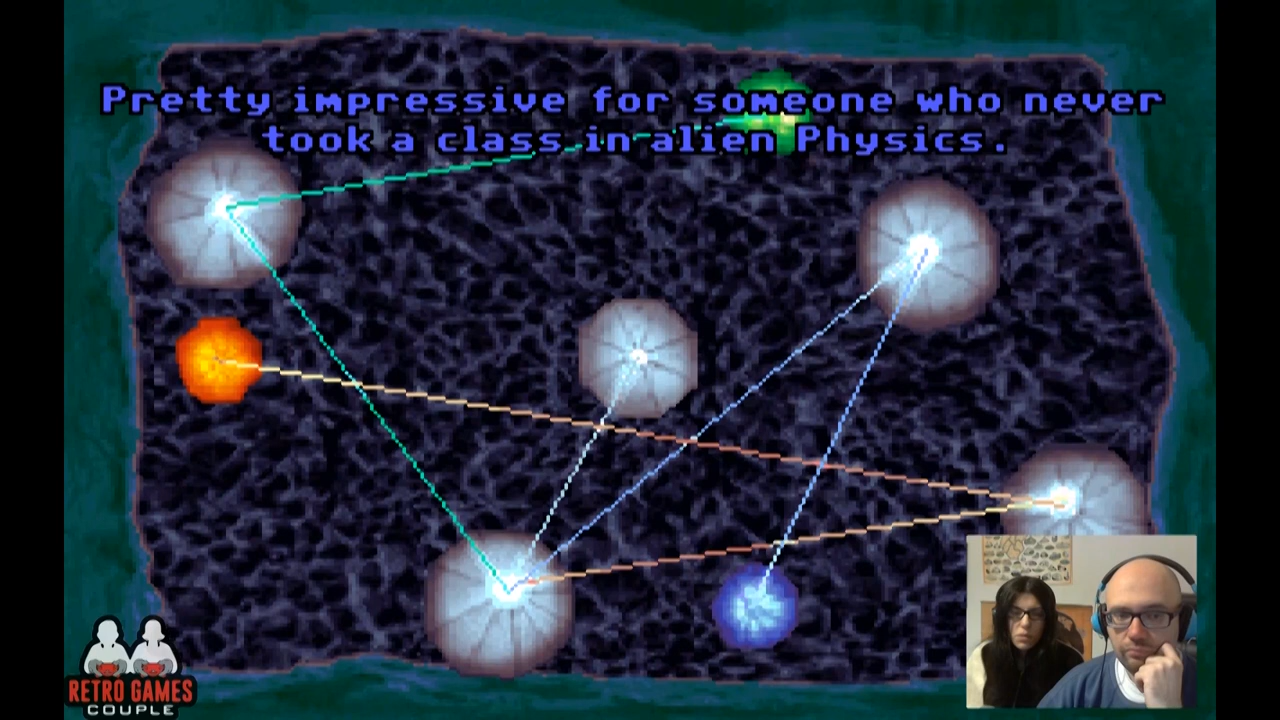 Pretty impressive for someone who never
took a class in alien Physics.
RETRO GAMES
COUPLE